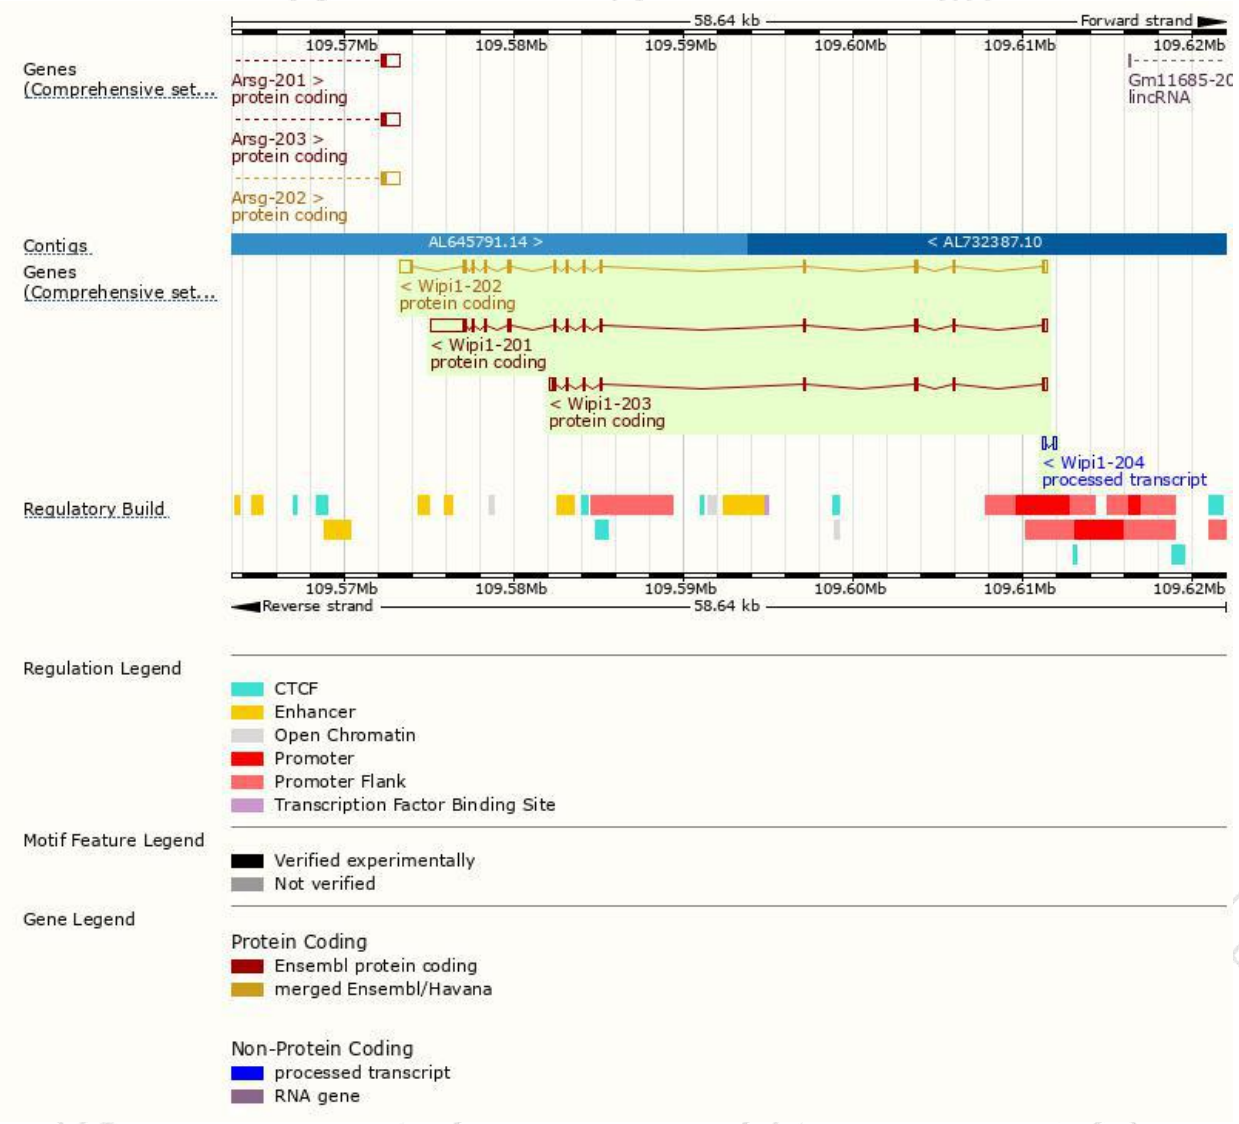 58.64 kb Forward strand
109.57Mb 109.58Mb 109.59Mb 109.60Mb 109.61Mb 109.62Mb
Genes
(Comprehensive set...
Arsg-201 >
protein coding
Gm11685-20
lincRNA
Arsg-203 >
protein coding
Arsg-202 >
protein coding
Contigs AL645791.14 > < AL732387.10
Genes
(Comprehensive set...
< Wipi1-202
protein coding
< Wipi1-201
protein coding
< Wipi1-203
protein coding
< Wipi1-204
processed transcript
Regulatory Build
109.57Mb 109.58Mb 109.59Mb 109.60Mb 109.61Mb 109.62Mb
Reverse strand 58.64 kb
Regulation Legend
CTCF
Enhancer
Open Chromatin
Promoter
Promoter Flank
Transcription Factor Binding Site
Motif Feature Legend
Verified experimentally
Not verified
Gene Legend
Protein Coding
Ensembl protein coding
merged Ensembl/Havana
Non-Protein Coding
processed transcript
RNA gene